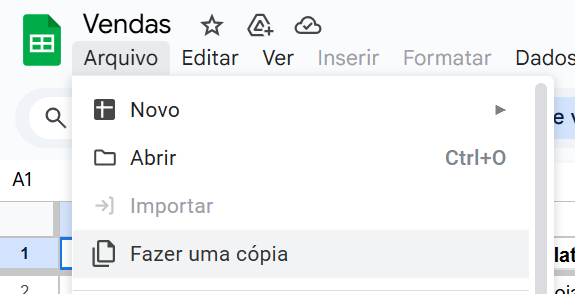 Vendas
Arquivo Editar Ver Inserir Formatar Dados
Novo
Abrir Ctrl+O
A1
Importar
1 Fazer uma cópia
2